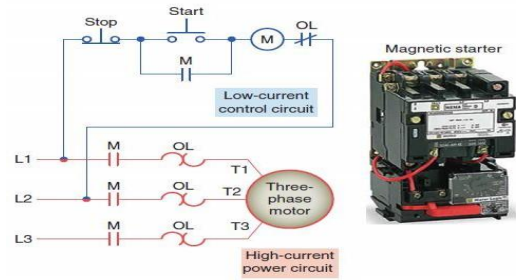 Start
Stop
OL
M
M
Magnetic starter
Low-current
control circuit
L1
M
OL
T1
L2
M
OL
T2
Three-
phase
motor
L3
M
OL
T3
High-current
power circuit